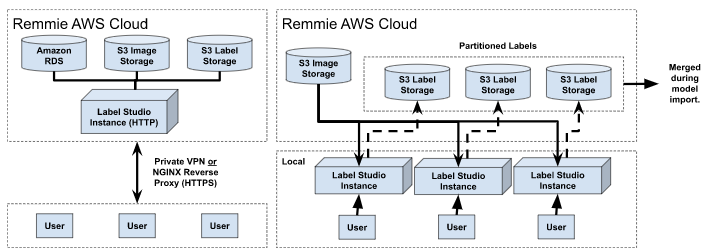 Remmie AWS Cloud
Amazon
RDS
S3 Image
Storage
S3 Label
Storage
Label Studio
Instance (HTTP)
Private VPN or
NGINX Reverse
Proxy (HTTPS)
User
User
User
Remmie AWS Cloud
Partitioned Labels
S3 Image
Storage
S3 Label
Storage
S3 Label
Storage
S3 Label
Storage
Merged
during
model
import.
Local
Label Studio
Instance
Label Studio
Instance
Label Studio
Instance
User
User
User